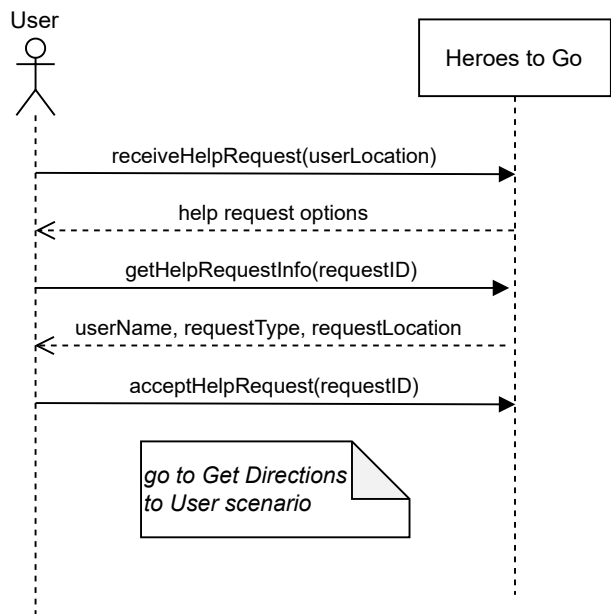 User
Heroes to Go
receiveHelpRequest(userLocation)
help request options
getHelpRequestInfo(requestID)
userName, requestType, requestLocation
acceptHelpRequest(requestID)
go to Get Directions
to User scenario